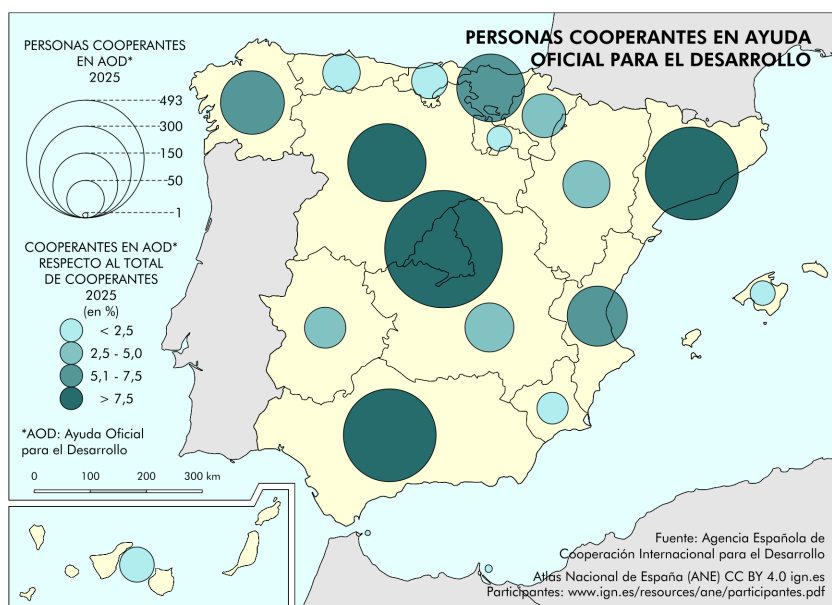 PERSONAS COOPERANTES EN AYUDA
OFICIAL PARA EL DESARROLLO
PERSONAS COOPERANTES
EN AOD*
2025
493
300
150
50
1
COOPERANTES EN AOD*
RESPECTO AL TOTAL
DE COOPERANTES
2025
(en %)
< 2,5
2,5 - 5,0
5,1 - 7,5
> 7,5
*AOD: Ayuda Oficial
para el Desarrollo
0 100 200 300 km
Fuente: Agencia Española de
Cooperación Internacional para el Desarrollo
Atlas Nacional de España (ANE) CC BY 4.0 ign.es
Participantes: www.ign.es/resources/ane/participantes.pdf